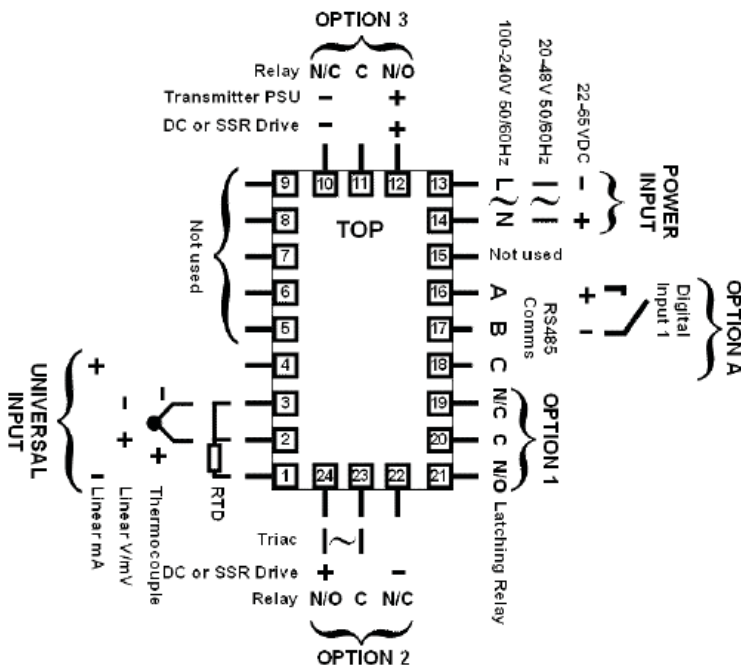 OPTION 3
Relay N/C C N/O
Transmitter PSU − +
DC or SSR Drive − +
100-240V 50/60Hz L ~ N
20-48V 50/60Hz ~
22-65VDC − +
POWER INPUT
9 10 11 12 13
8 TOP 14
7 15 Not used
6 16 A
5 17 B
4 18 C
3 19 N/C
2 20 C
1 24 23 22 21 N/O
Not used
RS485 Comms
+ −
Digital Input 1
OPTION A
OPTION 1
Latching Relay
UNIVERSAL INPUT
+ − Linear mA
− + Linear V/mV
− + Thermocouple
RTD
Triac ~
DC or SSR Drive + −
Relay N/O C N/C
OPTION 2